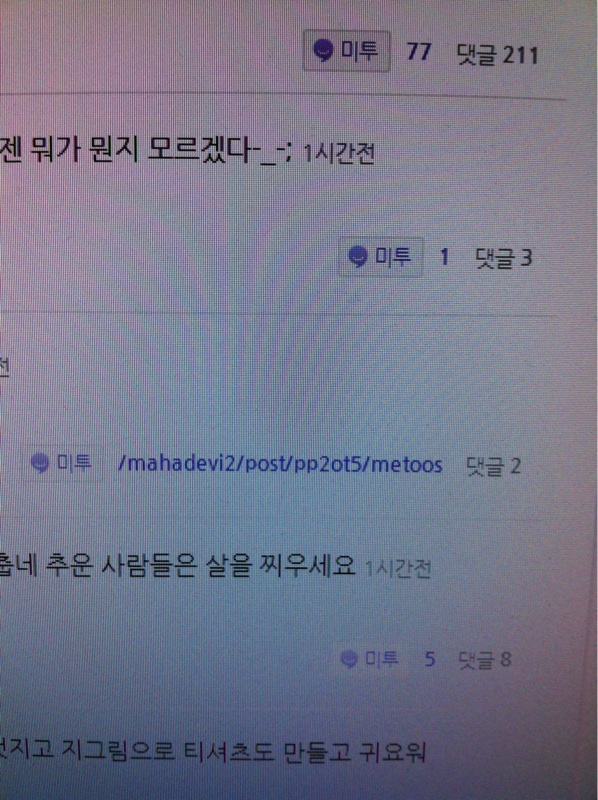 미투 77 댓글 211
젠 뭐가 뭔지 모르겠다-_-; 1시간전
미투 1 댓글 3
전
미투 /mahadevi2/post/pp2ot5/metoos 댓글 2
춥네 추운 사람들은 살을 찌우세요 1시간전
미투 5 댓글 8
지그림으로 티셔츠도 만들고 귀요워